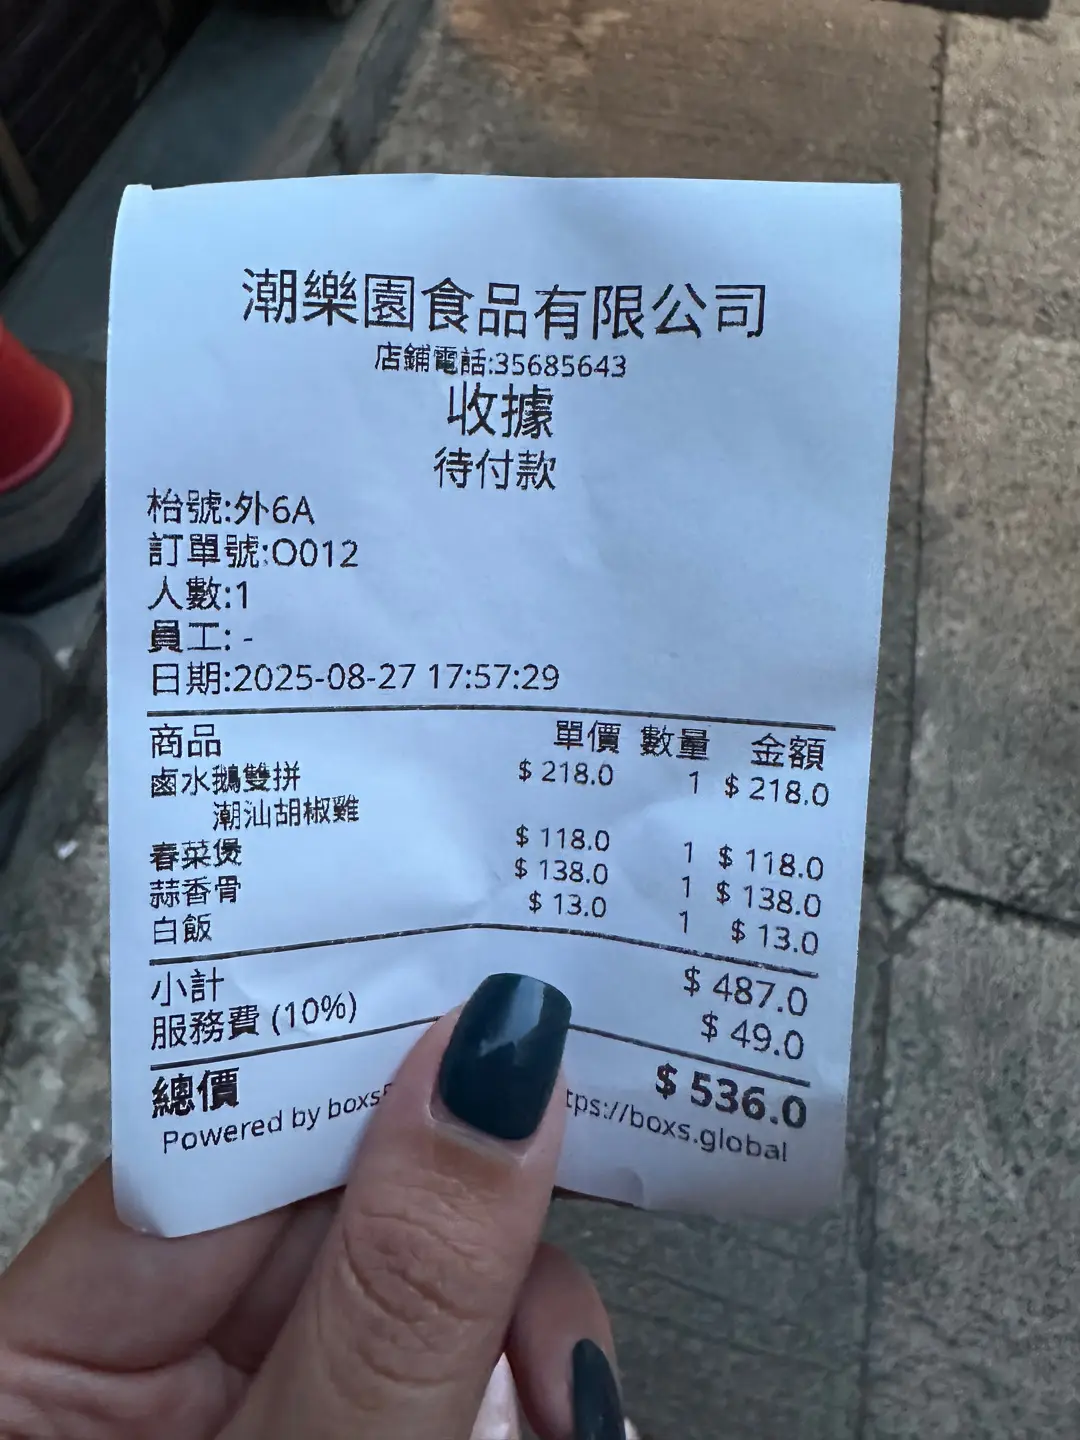 潮樂園食品有限公司
店鋪電話:35685643
收據
待付款
枱號:外6A
訂單號:O012
人數:1
員工: -
日期:2025-08-27 17:57:29
商品 單價 數量 金額
鹵水鵝雙拼 $ 218.0 1 $ 218.0
潮汕胡椒雞
春菜煲 $ 118.0 1 $ 118.0
蒜香骨 $ 138.0 1 $ 138.0
白飯 $ 13.0 1 $ 13.0
小計 $ 487.0
服務費 (10%) $ 49.0
總價 $ 536.0
Powered by boxs tps://boxs.global